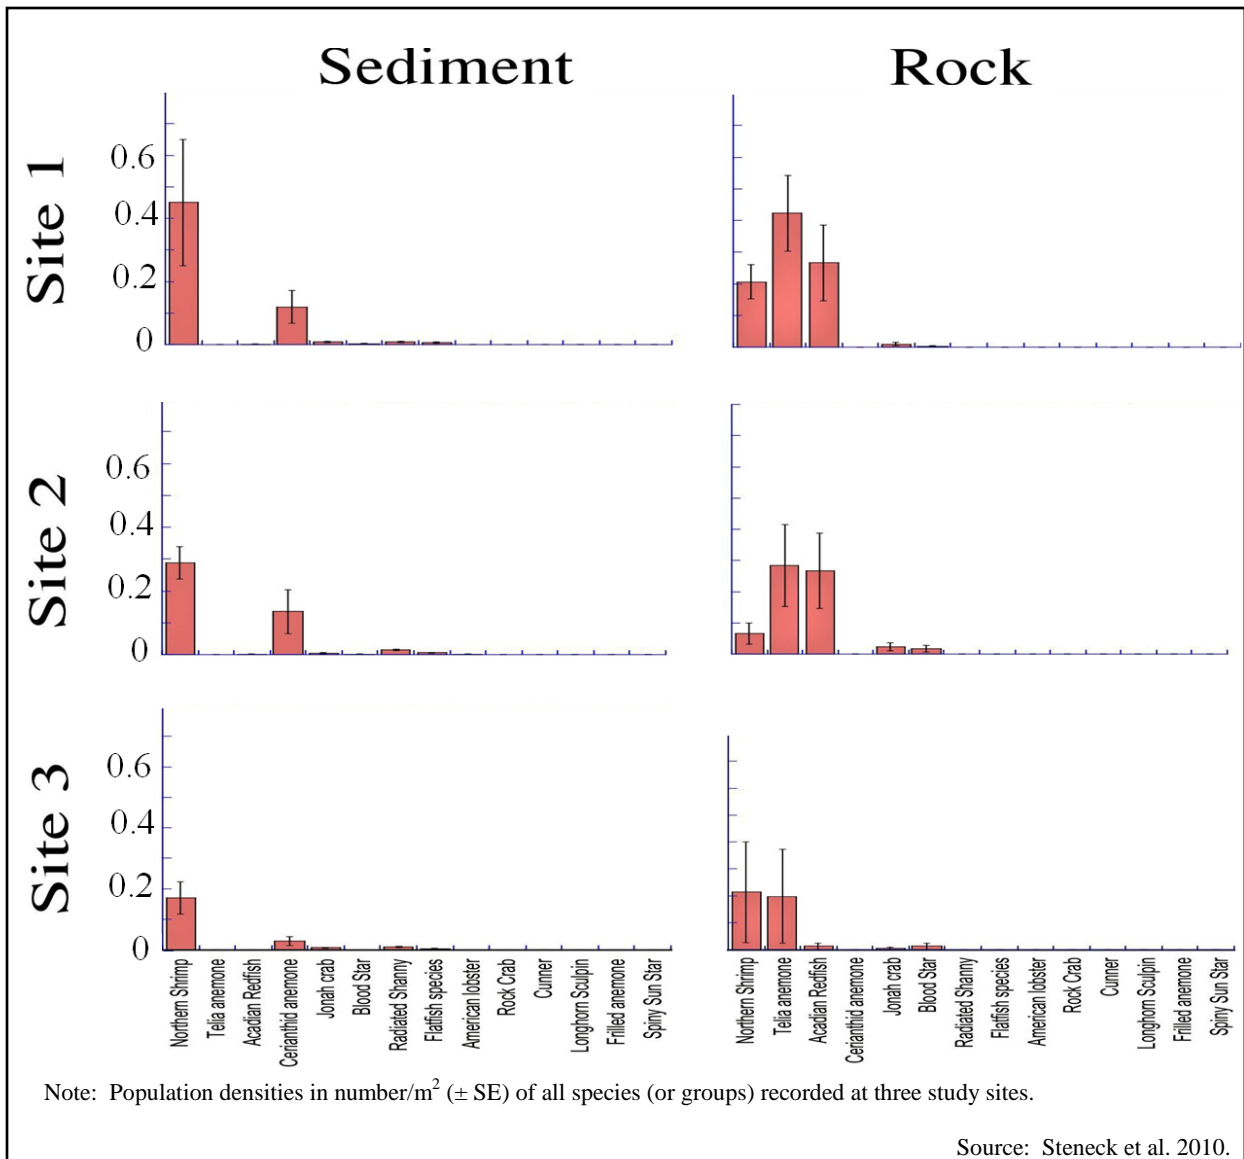 Sediment Rock
Site 1
0.6
0.4
0.2
0
Site 2
0.6
0.4
0.2
0
Site 3
0.6
0.4
0.2
0
Northern Shrimp
Telia anemone
Acadian Redfish
Cerianthid anemone
Jonah crab
Blood Star
Radiated Shanny
Flatfish species
American lobster
Rock Crab
Cunner
Longhorn Sculpin
Frilled anemone
Spiny Sun Star
Northern Shrimp
Telia anemone
Acadian Redfish
Cerianthid anemone
Jonah crab
Blood Star
Radiated Shanny
Flatfish species
American lobster
Rock Crab
Cunner
Longhorn Sculpin
Frilled anemone
Spiny Sun Star
Note: Population densities in number/m² (± SE) of all species (or groups) recorded at three study sites.
Source: Steneck et al. 2010.